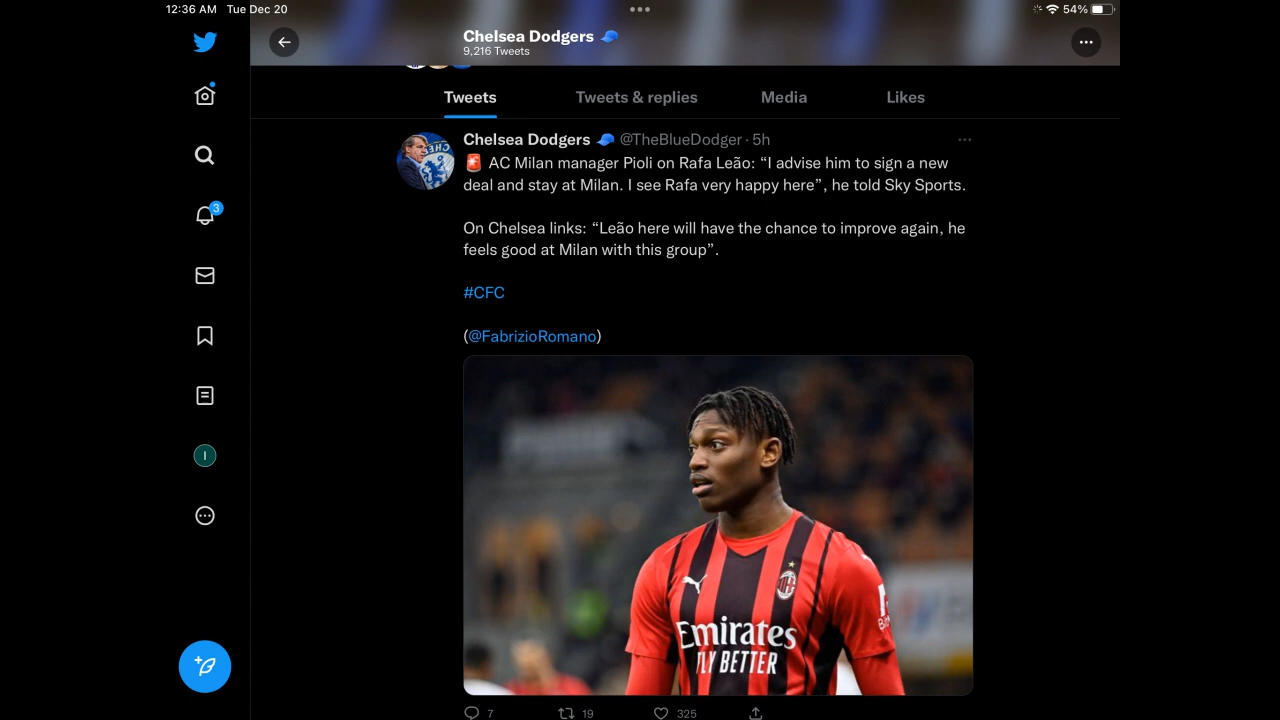 12:36 AM Tue Dec 20
54%
Chelsea Dodgers 🧢
9,216 Tweets
Tweets Tweets & replies Media Likes
Chelsea Dodgers 🧢 @TheBlueDodger · 5h
🚨 AC Milan manager Pioli on Rafa Leão: “I advise him to sign a new
deal and stay at Milan. I see Rafa very happy here”, he told Sky Sports.
On Chelsea links: “Leão here will have the chance to improve again, he
feels good at Milan with this group”.
#CFC
(@FabrizioRomano)
3
I
Emirates
FLY BETTER
7 19 325